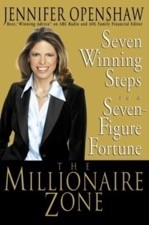 JENNIFER OPENSHAW
Host, "Winning Advice" on ABC Radio and AOL Family Financial Editor
Seven
Winning
Steps
TO A
Seven-
Figure
Fortune
THE
MILLIONAIRE
ZONE